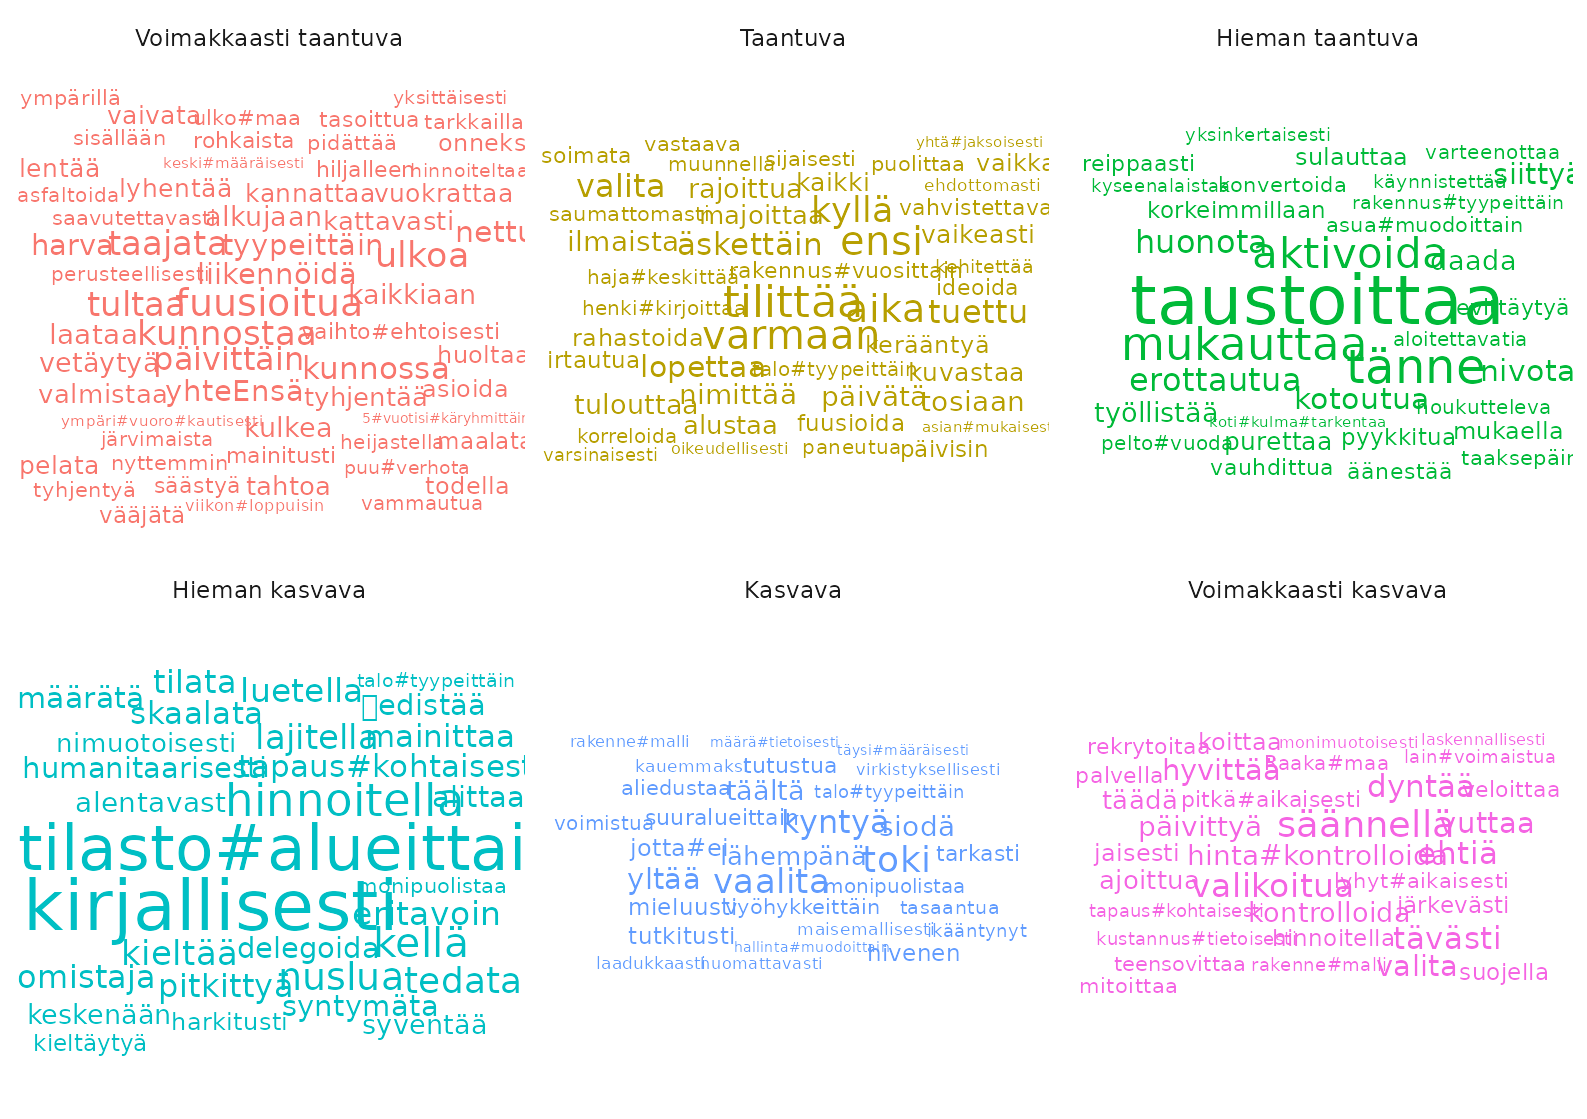 Voimakkaasti taantuva
ympärillä
yksittäisesti
vaivata
ulko#maa
tasoittua
tarkkailla
sisällään
rohkaista
pidättää
onneks
lentää
keski#määräisesti
hiljalleen
hinnoiteltaa
asfaltoida
lyhentää
kannattaa
vuokrattaa
saavutettavasti
alkujaan
kattavasti
nettu
harva
taajata
tyypeittäin
ulkoa
perusteellisesti
liikennöidä
kaikkiaan
tultaa
fuusioitua
laataa
kunnostaa
vaihto#ehtoisesti
vetäytyä
päivittäin
kunnossa
huoltaa
valmistaa
yhteEnsä
tyhjentää
asioida
ympäri#vuoro#kautisesti
kulkea
5#vuotisi#käryhmittäin
järvimaista
heijastella
maalata
pelata
nyttemmin
mainitusti
puu#verhota
tyhjentyä
säästyä
tahtoa
todella
viikon#loppuisin
vammautua
vääjätä
Taantuva
yhtä#jaksoisesti
vastaava
soimata
muunnella
sijaisesti
puolittaa
vaikka
valita
rajoittua
kaikki
ehdottomasti
saumattomasti
majoittaa
kyllä
vahvistettava
ilmaista
äskettäin
ensi
vaikeasti
haja#keskittää
rakennus#vuosittain
kehitettää
ideoida
henki#kirjoittaa
tilittää
aika
tuettu
rahastoida
varmaan
kerääntyä
irtautua
lopettaa
talo#tyypeittäin
kuvastaa
tulouttaa
nimittää
päivätä
tosiaan
alustaa
fuusioida
asian#mukaisest
korreloida
varsinaisesti
oikeudellisesti
paneutua
päivisin
Hieman taantuva
yksinkertaisesti
reippaasti
sulauttaa
varteenottaa
kyseenalaistaa
konvertoida
käynnistettää
siittyä
korkeimmillaan
rakennus#tyypeittäin
asua#muodoittain
huonota
aktivoida
saada
taustoittaa
eriittäytyä
mukauttaa
aloitettavatia
tänne
erottautua
nivota
kotoutua
työllistää
houkutteleva
koti#kulma#tarkentaa
pelto#vuoda
purettaa
pyykkitua
mukaella
vauhdittua
äänestää
taaksepäin
Hieman kasvava
tilata
talo#tyypeittäin
määrätä
luetella
skaalata
edistää
nimuotoisesti
lajitella
mainittaa
humanitaarisesti
tapaus#kohtaisest
alentavasti
hinnoitella
alittaa
tilasto#alueittai
kirjallisesti
monipuolistaa
eritavoin
kieltää
delegoida
kellä
omistaja
pitkittyä
nuslua
tedata
keskenään
harkitusti
syntymäta
syventää
kieltäytyä
Kasvava
rakenne#malli
määrä#tietoisesti
täysi#määräisesti
kauemmaks
tutustua
virkistyksellisesti
aliedustaa
täältä
talo#tyypeittäin
voimistua
suuralueittain
kyntyä
siodä
jotta#ei
lähempänä
toki
tarkasti
yltää
vaalita
monipuolistaa
mieluusti
vyöhykkeittäin
tasaantua
tutkitusti
maisemallisesti
ikääntynyt
hallinta#muodoittain
hivenen
laadukkaasti
huomattavasti
Voimakkaasti kasvava
rekrytoitaa
koittaa
monimuotoisesti
laskennallisesti
palvella
hyvittää
Raaka#maa
lain#voimaistua
täädä
pitkä#aikaisesti
dyntää
veloittaa
päivittyä
säännellä
vuttaa
jaisesti
hinta#kontrolloida
ehtiä
ajoittua
valikoitua
lyhyt#aikaisesti
tapaus#kohtaisesti
kontrolloida
järkevästi
kustannus#tietoisesti
hinnoitella
tävästi
teensovittaa
rakenne#malli
valita
suojella
mitoittaa